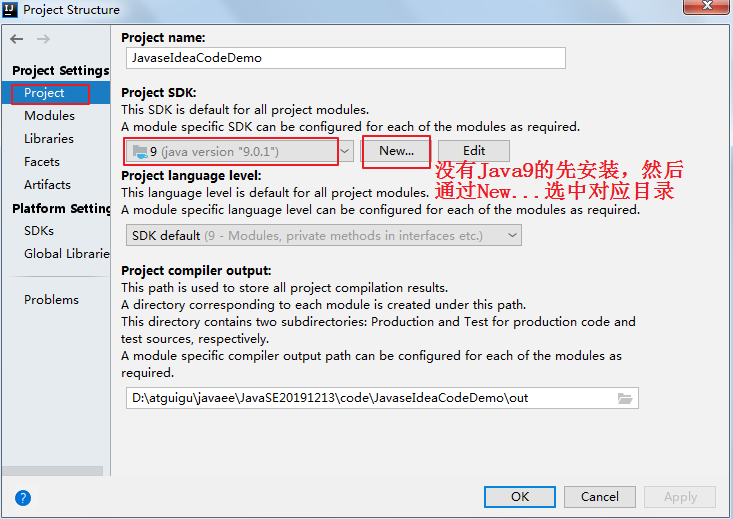 Project Structure
Project Settings
Project
Modules
Libraries
Facets
Artifacts
Platform Setting
SDKs
Global Librarie
Problems
Project name:
JavaseIdeaCodeDemo
Project SDK:
This SDK is default for all project modules.
A module specific SDK can be configured for each of the modules as required.
9 (java version "9.0.1")
New...
Edit
没有Java9的先安装，然后
通过New...选中对应目录
Project language level:
This language level is default for all project modules.
A module specific language level can be configured for each of the modules as required.
SDK default (9 - Modules, private methods in interfaces etc.)
Project compiler output:
This path is used to store all project compilation results.
A directory corresponding to each module is created under this path.
This directory contains two subdirectories: Production and Test for production code and
test sources, respectively.
A module specific compiler output path can be configured for each of the modules as
required.
D:\atguigu\javaee\JavaSE20191213\code\JavaseIdeaCodeDemo\out
?
OK
Cancel
Apply